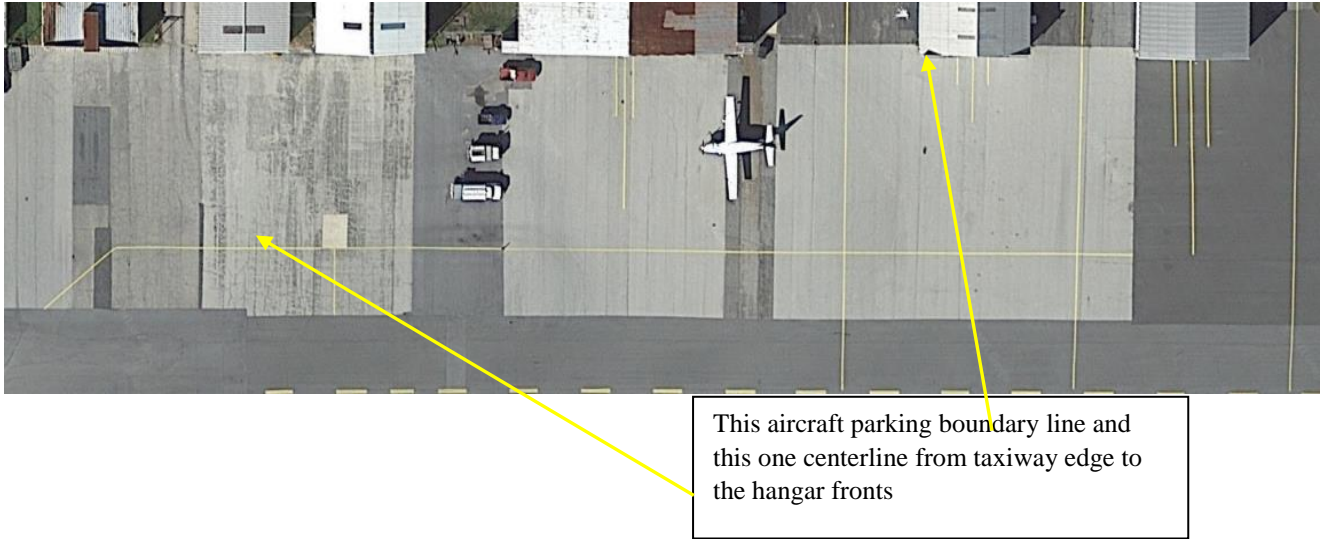 This aircraft parking boundary line and
this one centerline from taxiway edge to
the hangar fronts